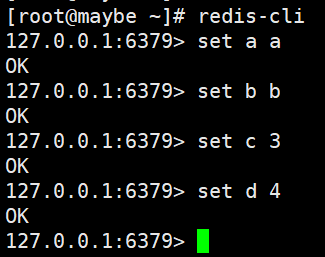 [root@maybe ~]# redis-cli
127.0.0.1:6379> set a a
OK
127.0.0.1:6379> set b b
OK
127.0.0.1:6379> set c 3
OK
127.0.0.1:6379> set d 4
OK
127.0.0.1:6379>